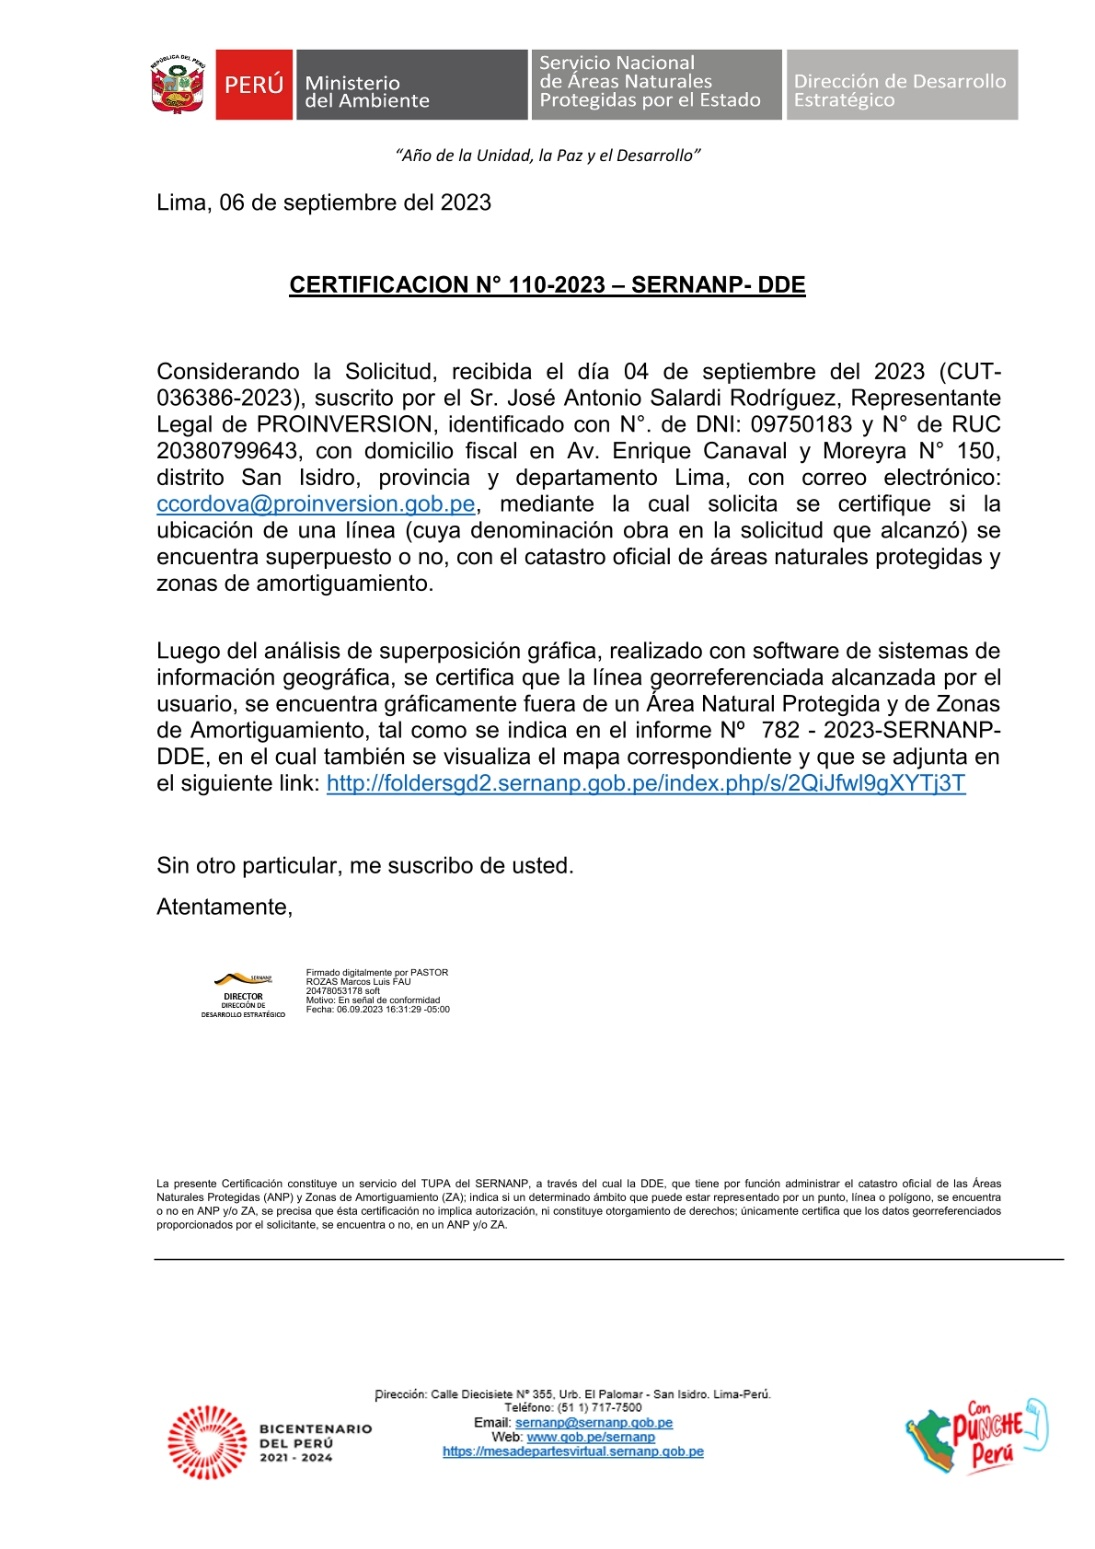 REPÚBLICA DEL PERÚ
PERÚ
Ministerio
del Ambiente
Servicio Nacional
de Áreas Naturales
Protegidas por el Estado
Dirección de Desarrollo
Estratégico
“Año de la Unidad, la Paz y el Desarrollo”
Lima, 06 de septiembre del 2023
CERTIFICACION N° 110-2023 – SERNANP- DDE
Considerando la Solicitud, recibida el día 04 de septiembre del 2023 (CUT-
036386-2023), suscrito por el Sr. José Antonio Salardi Rodríguez, Representante
Legal de PROINVERSION, identificado con N°. de DNI: 09750183 y N° de RUC
20380799643, con domicilio fiscal en Av. Enrique Canaval y Moreyra N° 150,
distrito San Isidro, provincia y departamento Lima, con correo electrónico:
ccordova@proinversion.gob.pe, mediante la cual solicita se certifique si la
ubicación de una línea (cuya denominación obra en la solicitud que alcanzó) se
encuentra superpuesto o no, con el catastro oficial de áreas naturales protegidas y
zonas de amortiguamiento.
Luego del análisis de superposición gráfica, realizado con software de sistemas de
información geográfica, se certifica que la línea georreferenciada alcanzada por el
usuario, se encuentra gráficamente fuera de un Área Natural Protegida y de Zonas
de Amortiguamiento, tal como se indica en el informe Nº 782 - 2023-SERNANP-
DDE, en el cual también se visualiza el mapa correspondiente y que se adjunta en
el siguiente link: http://foldersgd2.sernanp.gob.pe/index.php/s/2QiJfwl9gXYTj3T
Sin otro particular, me suscribo de usted.
Atentamente,
SERNANP
DIRECTOR
DIRECCIÓN DE
DESARROLLO ESTRATÉGICO
Firmado digitalmente por PASTOR
ROZAS Marcos Luis FAU
20478053178 soft
Motivo: En señal de conformidad
Fecha: 06.09.2023 16:31:29 -05:00
La presente Certificación constituye un servicio del TUPA del SERNANP, a través del cual la DDE, que tiene por función administrar el catastro oficial de las Áreas
Naturales Protegidas (ANP) y Zonas de Amortiguamiento (ZA); indica si un determinado ámbito que puede estar representado por un punto, línea o polígono, se encuentra
o no en ANP y/o ZA, se precisa que ésta certificación no implica autorización, ni constituye otorgamiento de derechos; únicamente certifica que los datos georreferenciados
proporcionados por el solicitante, se encuentra o no, en un ANP y/o ZA.
BICENTENARIO
DEL PERÚ
2021 - 2024
Dirección: Calle Diecisiete Nº 355, Urb. El Palomar - San Isidro. Lima-Perú.
Teléfono: (51 1) 717-7500
Email: sernanp@sernanp.gob.pe
Web: www.gob.pe/sernanp
https://mesadepartesvirtual.sernanp.gob.pe
Con
PUNCHE
Perú